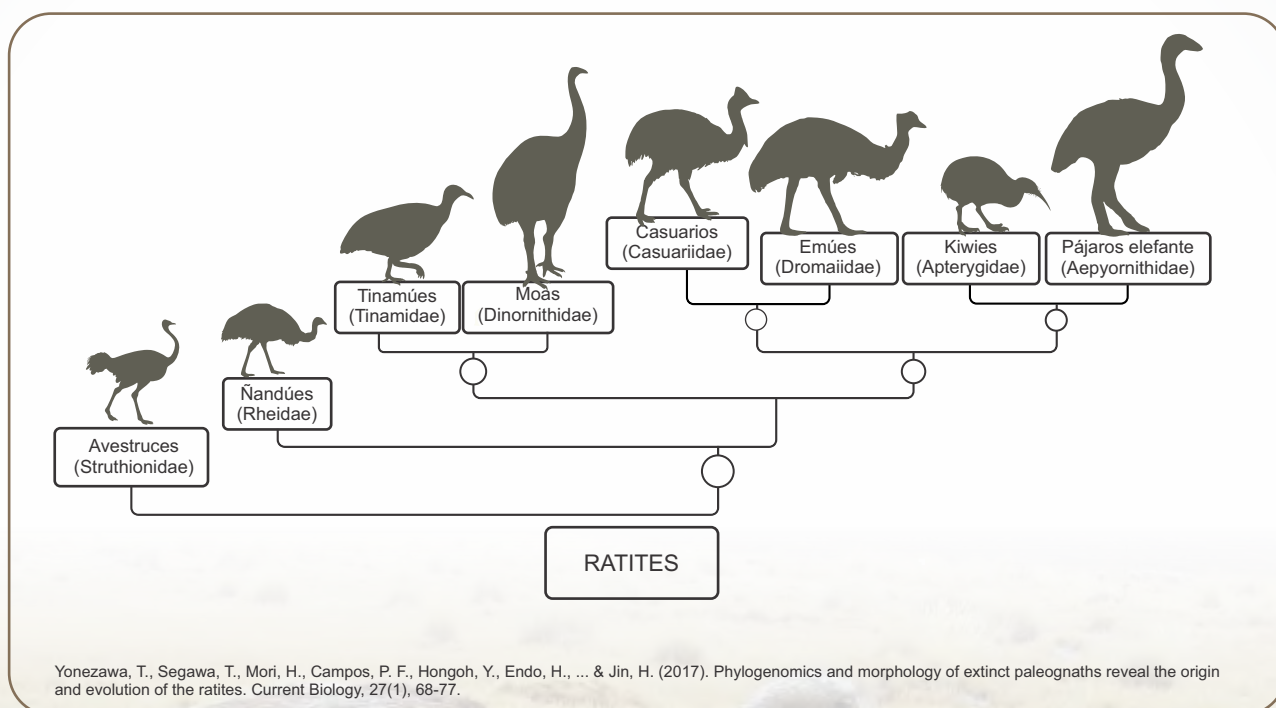 Casuarios
(Casuariidae)
Emúes
(Dromaiidae)
Kiwies
(Apterygidae)
Pájaros elefante
(Aepyornithidae)
Tinamúes
(Tinamidae)
Moas
(Dinornithidae)
Ñandúes
(Rheidae)
Avestruces
(Struthionidae)
RATITES
Yonezawa, T., Segawa, T., Mori, H., Campos, P. F., Hongoh, Y., Endo, H., ... & Jin, H. (2017). Phylogenomics and morphology of extinct paleognaths reveal the origin
and evolution of the ratites. Current Biology, 27(1), 68-77.